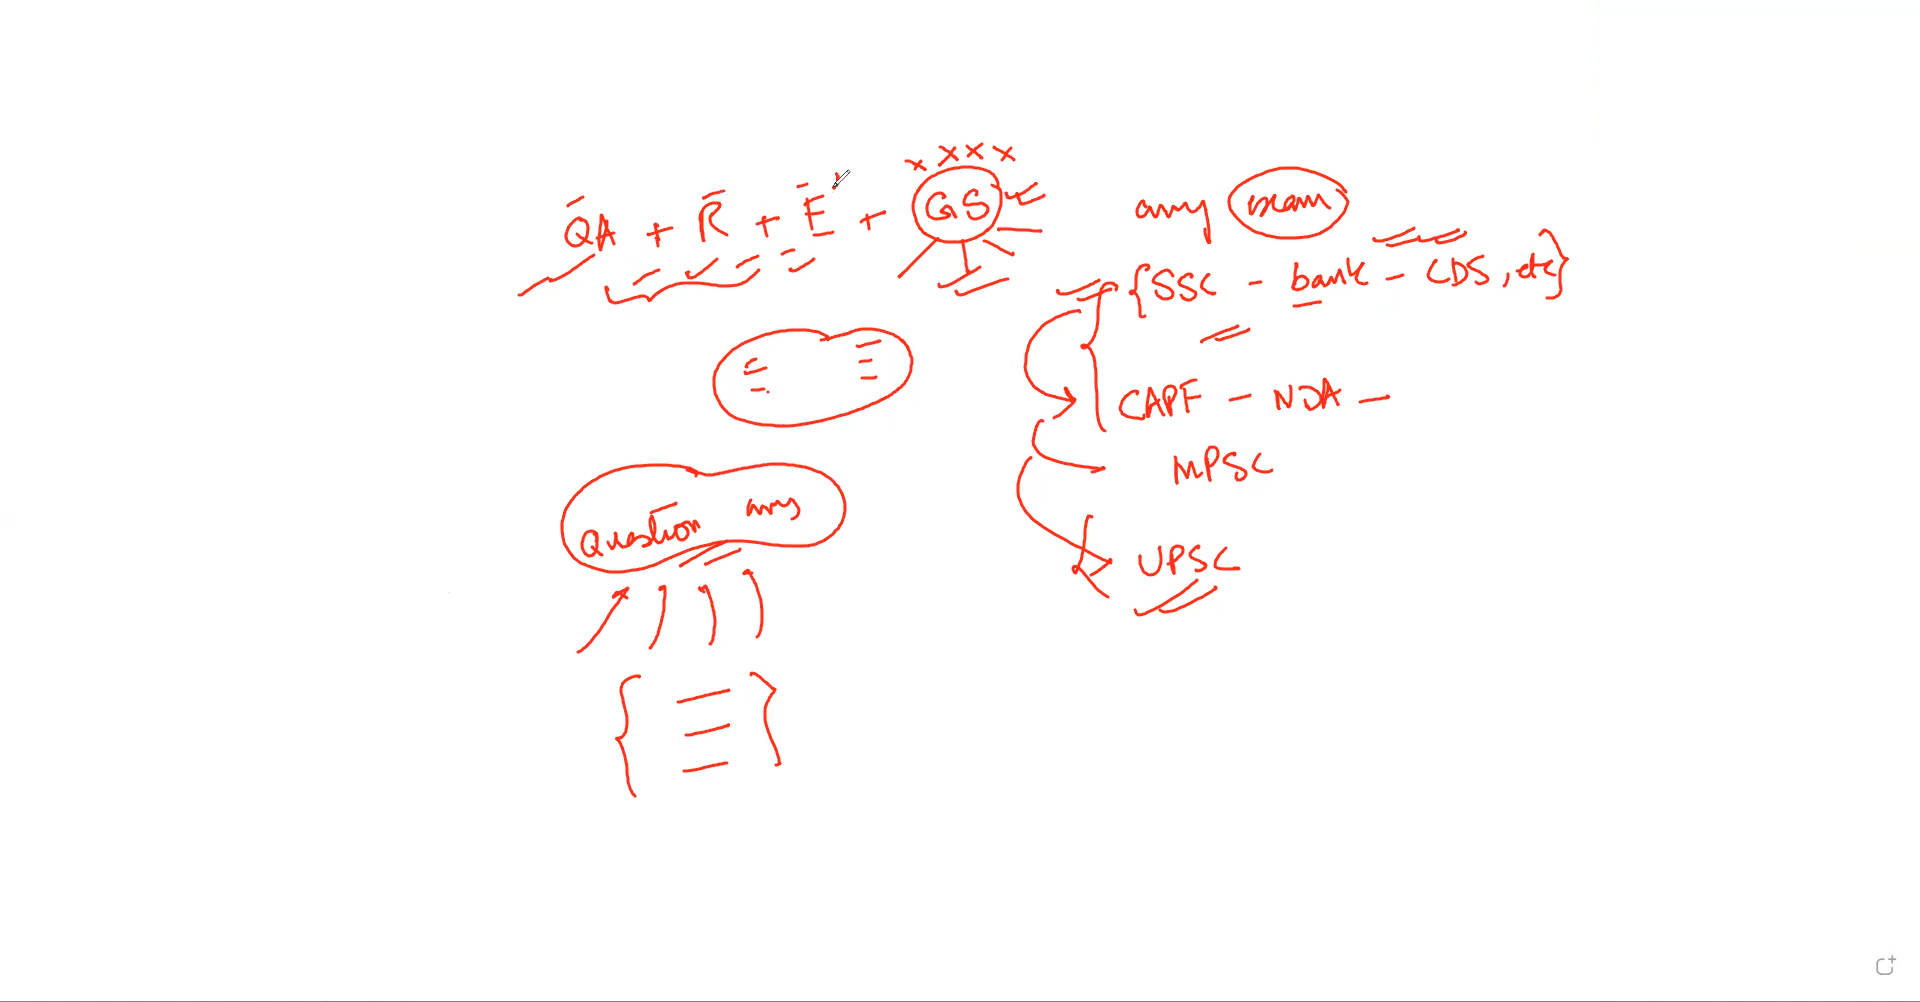 QA + R + E + GS
any exam
{SSC - bank - CDS, etc}
CAPF - NDA -
MPSC
Question any
UPSC